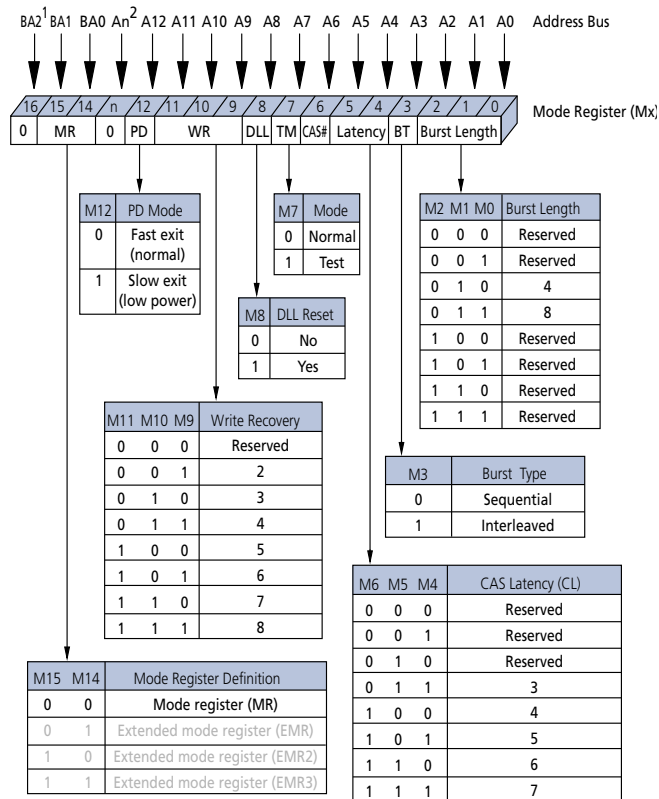 BA2¹ BA1 BA0 An² A12 A11 A10 A9 A8 A7 A6 A5 A4 A3 A2 A1 A0 Address Bus
16 15 14 n 12 11 10 9 8 7 6 5 4 3 2 1 0 Mode Register (Mx)
0 MR 0 PD WR DLL TM CAS# Latency BT Burst Length
M12 PD Mode
0 Fast exit
(normal)
1 Slow exit
(low power)
M7 Mode
0 Normal
1 Test
M2 M1 M0 Burst Length
0 0 0 Reserved
0 0 1 Reserved
0 1 0 4
0 1 1 8
1 0 0 Reserved
1 0 1 Reserved
1 1 0 Reserved
1 1 1 Reserved
M8 DLL Reset
0 No
1 Yes
M11 M10 M9 Write Recovery
0 0 0 Reserved
0 0 1 2
0 1 0 3
0 1 1 4
1 0 0 5
1 0 1 6
1 1 0 7
1 1 1 8
M3 Burst Type
0 Sequential
1 Interleaved
M6 M5 M4 CAS Latency (CL)
0 0 0 Reserved
0 0 1 Reserved
0 1 0 Reserved
0 1 1 3
1 0 0 4
1 0 1 5
1 1 0 6
1 1 1 7
M15 M14 Mode Register Definition
0 0 Mode register (MR)
0 1 Extended mode register (EMR)
1 0 Extended mode register (EMR2)
1 1 Extended mode register (EMR3)